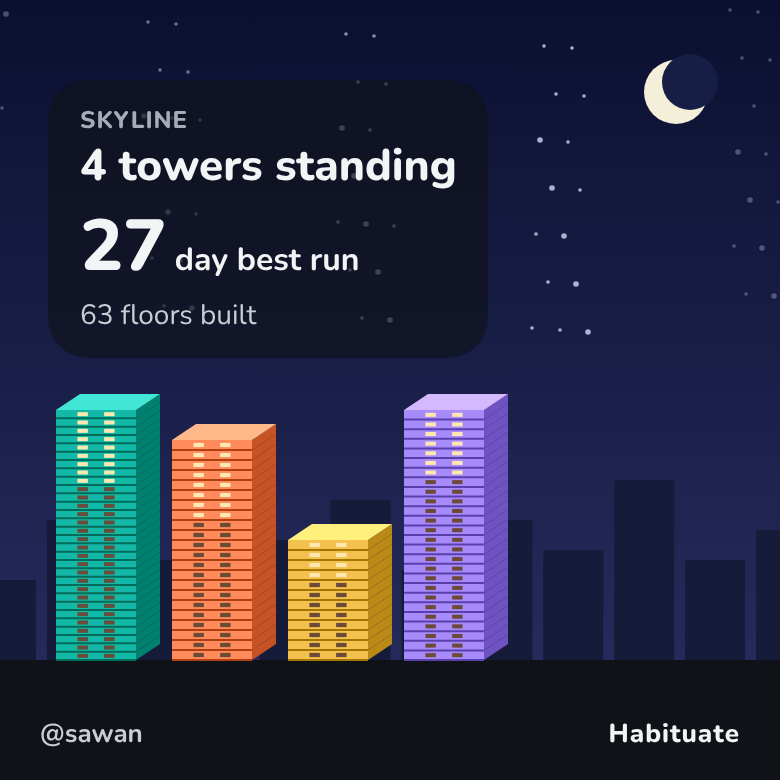 SKYLINE
4 towers standing
27 day best run
63 floors built
@sawan
Habituate